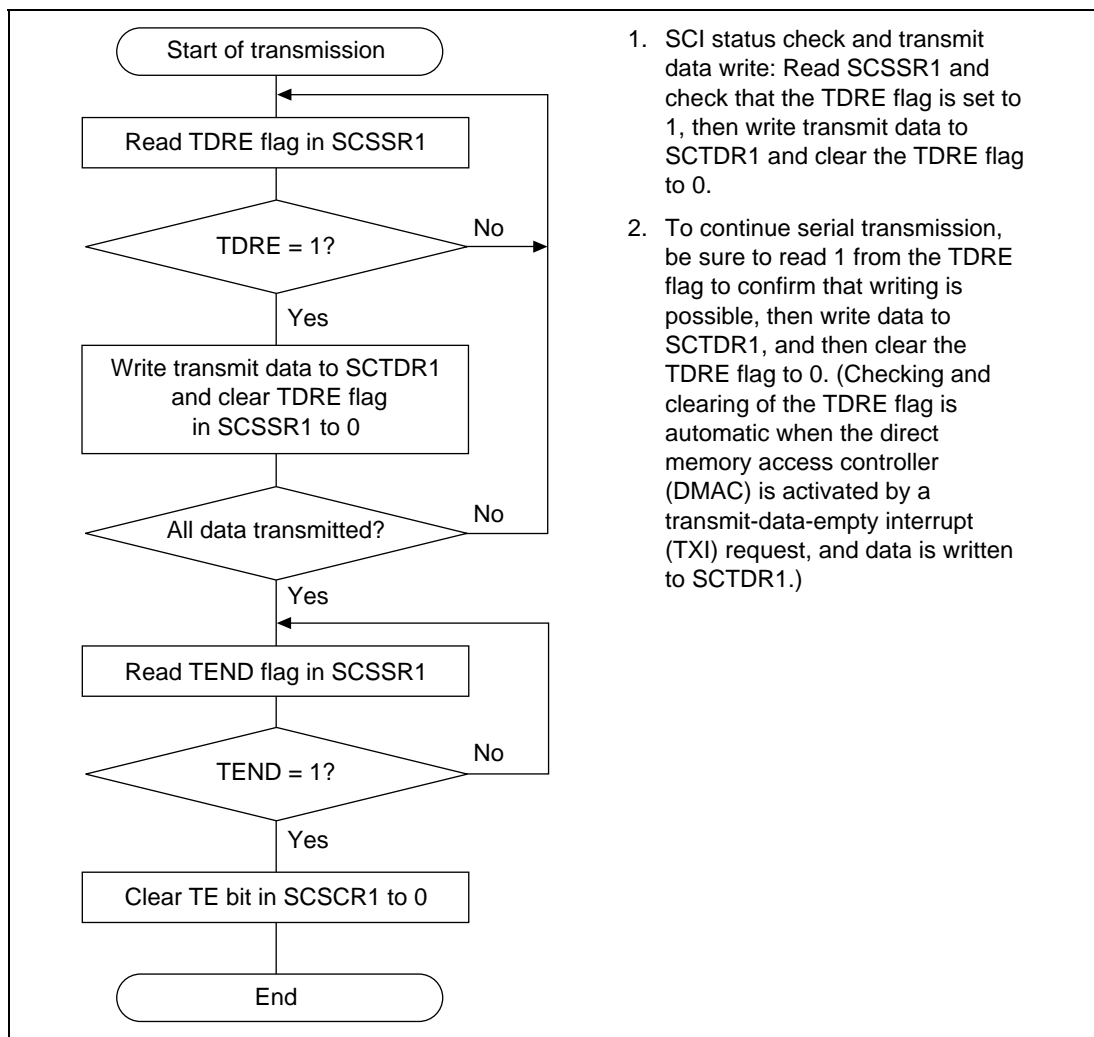 Start of transmission
Read TDRE flag in SCSSR1
TDRE = 1?
No
Yes
Write transmit data to SCTDR1
and clear TDRE flag
in SCSSR1 to 0
All data transmitted?
No
Yes
Read TEND flag in SCSSR1
TEND = 1?
No
Yes
Clear TE bit in SCSCR1 to 0
End
1. SCI status check and transmit
data write: Read SCSSR1 and
check that the TDRE flag is set to
1, then write transmit data to
SCTDR1 and clear the TDRE flag
to 0.
2. To continue serial transmission,
be sure to read 1 from the TDRE
flag to confirm that writing is
possible, then write data to
SCTDR1, and then clear the
TDRE flag to 0. (Checking and
clearing of the TDRE flag is
automatic when the direct
memory access controller
(DMAC) is activated by a
transmit-data-empty interrupt
(TXI) request, and data is written
to SCTDR1.)